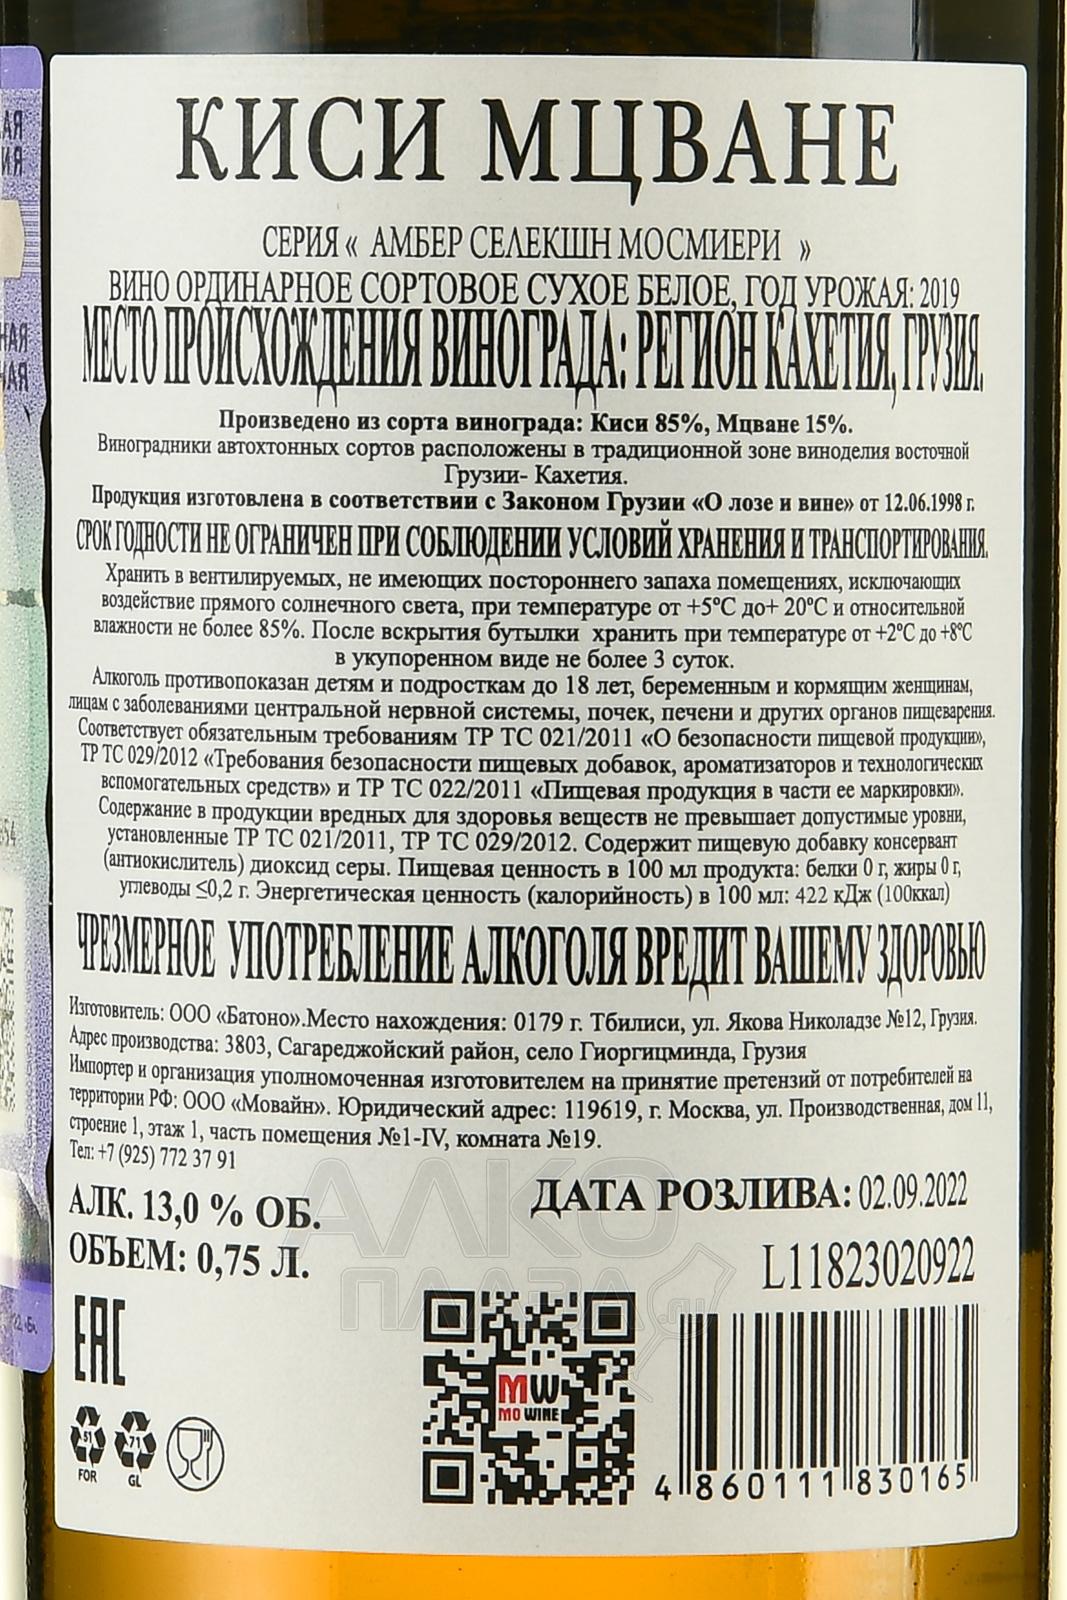 КИСИ МЦВАНЕ
СЕРИЯ « АМБЕР СЕЛЕКШН МОСМИЕРИ »
ВИНО ОРДИНАРНОЕ СОРТОВОЕ СУХОЕ БЕЛОЕ, ГОД УРОЖАЯ: 2019
МЕСТО ПРОИСХОЖДЕНИЯ ВИНОГРАДА: РЕГИОН КАХЕТИЯ, ГРУЗИЯ.
Произведено из сорта винограда: Киси 85%, Мцване 15%.
Виноградники автохтонных сортов расположены в традиционной зоне виноделия восточной
Грузии- Кахетия.
Продукция изготовлена в соответствии с Законом Грузии «О лозе и вине» от 12.06.1998 г.
СРОК ГОДНОСТИ НЕ ОГРАНИЧЕН ПРИ СОБЛЮДЕНИИ УСЛОВИЙ ХРАНЕНИЯ И ТРАНСПОРТИРОВАНИЯ.
Хранить в вентилируемых, не имеющих постороннего запаха помещениях, исключающих
воздействие прямого солнечного света, при температуре от +5°C до+ 20°C и относительной
влажности не более 85%. После вскрытия бутылки хранить при температуре от +2°C до +8°C
в укупоренном виде не более 3 суток.
Алкоголь противопоказан детям и подросткам до 18 лет, беременным и кормящим женщинам,
лицам с заболеваниями центральной нервной системы, почек, печени и других органов пищеварения.
Соответствует обязательным требованиям ТР ТС 021/2011 «О безопасности пищевой продукции»,
ТР ТС 029/2012 «Требования безопасности пищевых добавок, ароматизаторов и технологических
вспомогательных средств» и ТР ТС 022/2011 «Пищевая продукция в части ее маркировки».
Содержание в продукции вредных для здоровья веществ не превышает допустимые уровни,
установленные ТР ТС 021/2011, ТР ТС 029/2012. Содержит пищевую добавку консервант
(антиокислитель) диоксид серы. Пищевая ценность в 100 мл продукта: белки 0 г, жиры 0 г,
углеводы ≤0,2 г. Энергетическая ценность (калорийность) в 100 мл: 422 кДж (100ккал)
ЧРЕЗМЕРНОЕ УПОТРЕБЛЕНИЕ АЛКОГОЛЯ ВРЕДИТ ВАШЕМУ ЗДОРОВЬЮ
Изготовитель: ООО «Батоно».Место нахождения: 0179 г. Тбилиси, ул. Якова Николадзе №12, Грузия.
Адрес производства: 3803, Сагареджойский район, село Гиоргицминда, Грузия
Импортер и организация уполномоченная изготовителем на принятие претензий от потребителей на
территории РФ: ООО «Мовайн». Юридический адрес: 119619, г. Москва, ул. Производственная, дом 11,
строение 1, этаж 1, часть помещения №1-IV, комната №19.
Тел: +7 (925) 772 37 91
АЛК. 13,0 % ОБ.
ОБЪЕМ: 0,75 Л.
ДАТА РОЗЛИВА: 02.09.2022
L11823020922
АЛКО
ПЛАЗА.ru
EAC
MW
MO WINE
51
FOR
71
GL
4 860111 830165